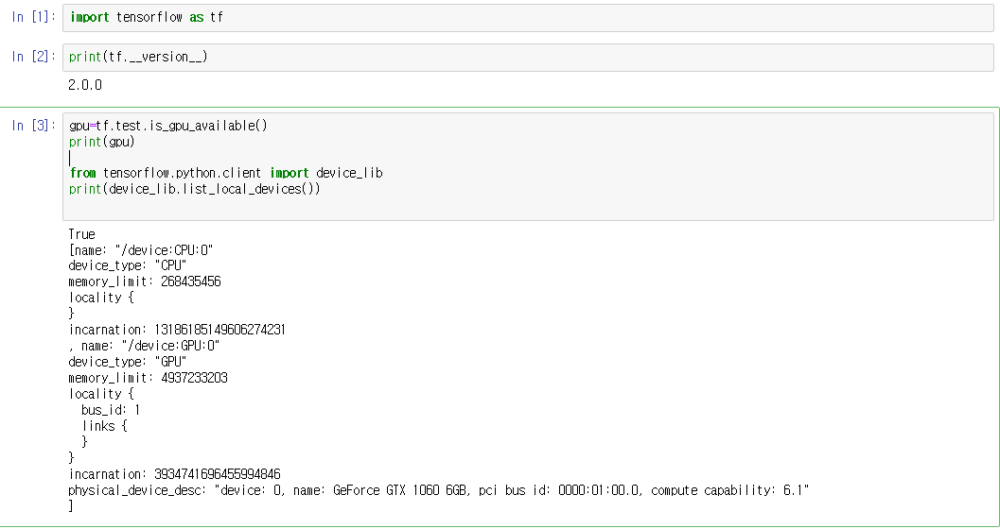 In [1]: import tensorflow as tf
In [2]: print(tf.__version__)
2.0.0
In [3]: gpu=tf.test.is_gpu_available()
print(gpu)
from tensorflow.python.client import device_lib
print(device_lib.list_local_devices())
True
[name: "/device:CPU:0"
device_type: "CPU"
memory_limit: 268435456
locality {
}
incarnation: 13186185149606274231
, name: "/device:GPU:0"
device_type: "GPU"
memory_limit: 4937233203
locality {
  bus_id: 1
  links {
  }
}
incarnation: 3934741696455994846
physical_device_desc: "device: 0, name: GeForce GTX 1060 6GB, pci bus id: 0000:01:00.0, compute capability: 6.1"
]